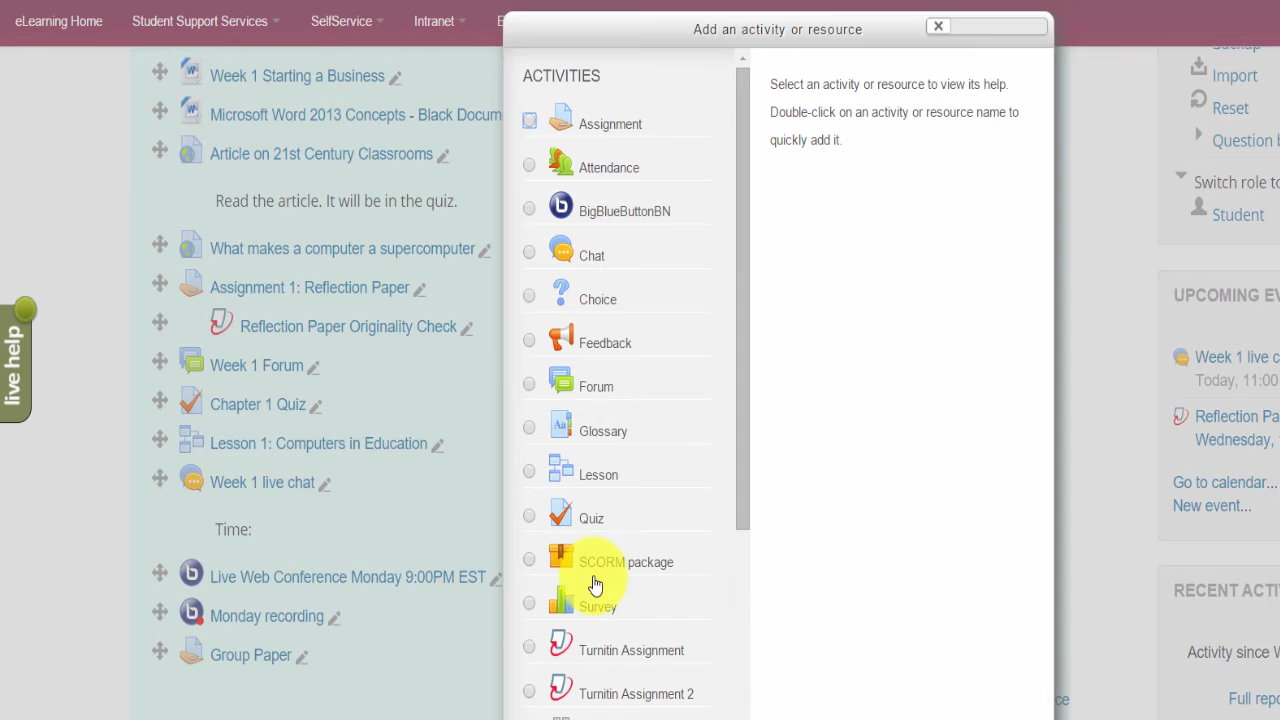 eLearning Home
Student Support Services
SelfService
Intranet
Add an activity or resource
Week 1 Starting a Business
Microsoft Word 2013 Concepts - Black Docum
Article on 21st Century Classrooms
Read the article. It will be in the quiz.
What makes a computer a supercomputer
Assignment 1: Reflection Paper
Reflection Paper Originality Check
Week 1 Forum
Chapter 1 Quiz
Lesson 1: Computers in Education
Week 1 live chat
Time:
Live Web Conference Monday 9:00PM EST
Monday recording
Group Paper
live help
ACTIVITIES
Assignment
Attendance
BigBlueButtonBN
Chat
Choice
Feedback
Forum
Glossary
Lesson
Quiz
SCORM package
Survey
Turnitin Assignment
Turnitin Assignment 2
Select an activity or resource to view its help.
Double-click on an activity or resource name to
quickly add it.
Import
Reset
Question b
Switch role to
Student
UPCOMING EV
Week 1 live c
Today, 11:00
Reflection Pa
Wednesday,
Go to calendar...
New event...
RECENT ACTI
Activity since W
Full repo